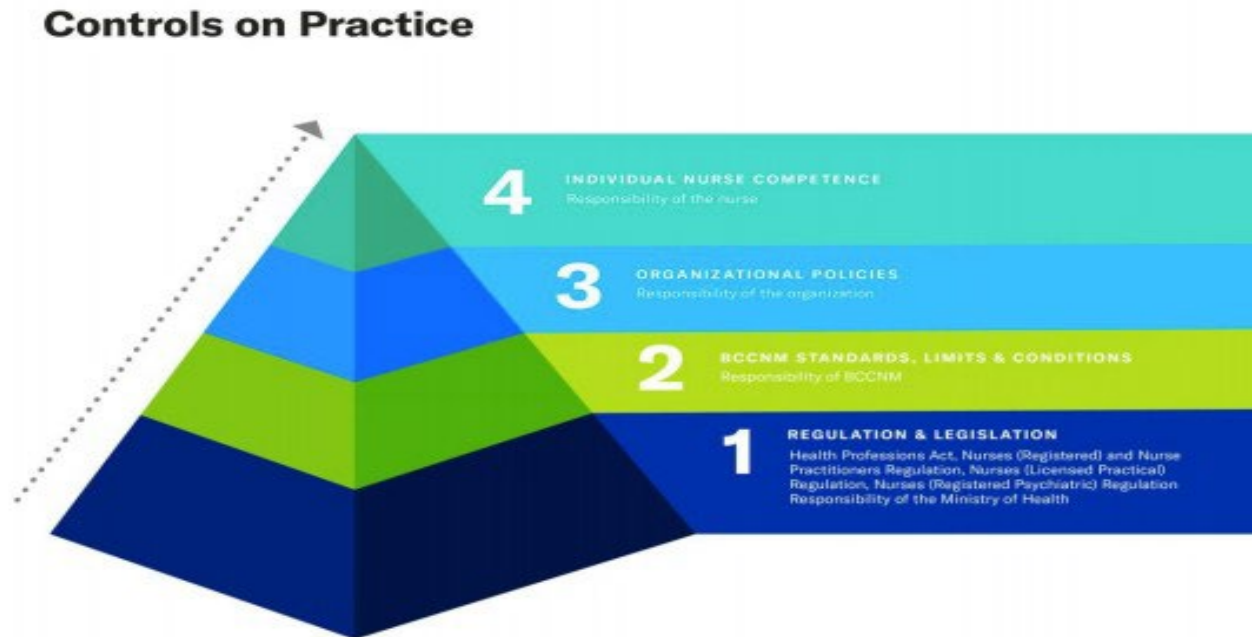 Controls on Practice
4
INDIVIDUAL NURSE COMPETENCE
Responsibility of the nurse
3
ORGANIZATIONAL POLICIES
Responsibility of the organization
2
BCCNM STANDARDS, LIMITS & CONDITIONS
Responsibility of BCCNM
1
REGULATION & LEGISLATION
Health Professions Act, Nurses (Registered) and Nurse
Practitioners Regulation, Nurses (Licensed Practical)
Regulation, Nurses (Registered Psychiatric) Regulation
Responsibility of the Ministry of Health